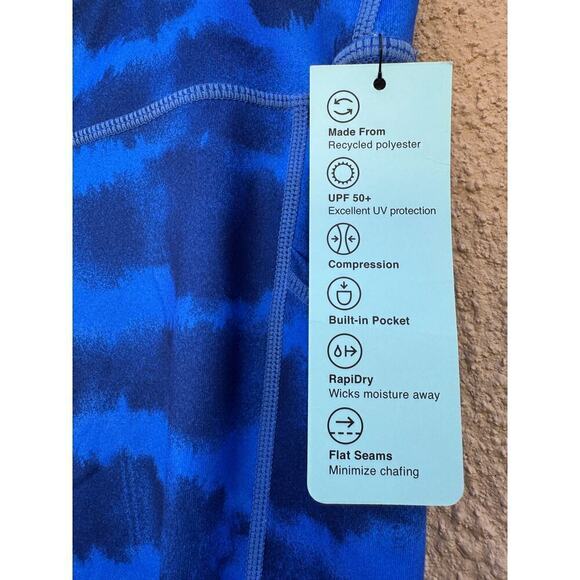 Made From
Recycled polyester
UPF 50+
Excellent UV protection
Compression
Built-in Pocket
RapiDry
Wicks moisture away
Flat Seams
Minimize chafing